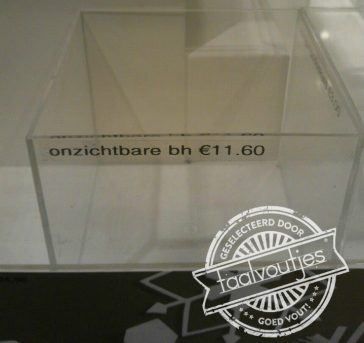 onzichtbare bh €11.60
GESELECTEERD DOOR
taalvoutjes
GOED VOUT!